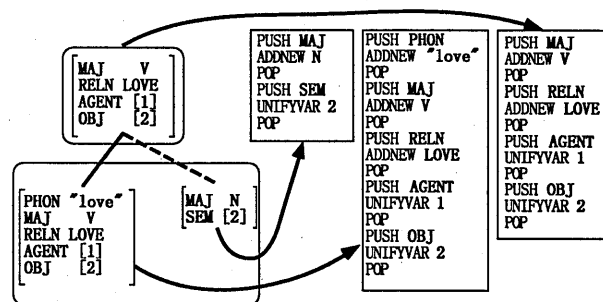 MAJ V
RELN LOVE
AGENT [1]
OBJ [2]
PHON "love"
MAJ V
RELN LOVE
AGENT [1]
OBJ [2]
MAJ N
SEM [2]
PUSH MAJ
ADDNEW N
POP
PUSH SEM
UNIFYVAR 2
POP
PUSH PHON
ADDNEW "love"
POP
PUSH MAJ
ADDNEW V
POP
PUSH RELN
ADDNEW LOVE
POP
PUSH AGENT
UNIFYVAR 1
POP
PUSH OBJ
UNIFYVAR 2
POP
PUSH MAJ
ADDNEW V
POP
PUSH RELN
ADDNEW LOVE
POP
PUSH AGENT
UNIFYVAR 1
POP
PUSH OBJ
UNIFYVAR 2
POP